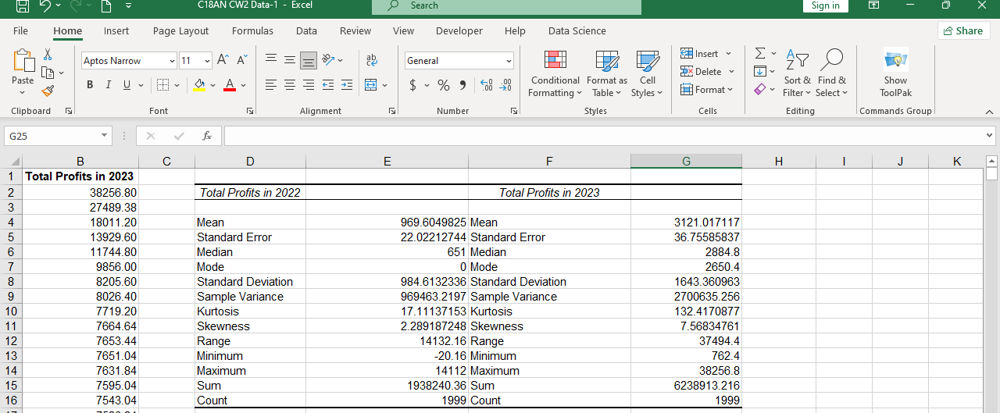 C18AN CW2 Data-1 - Excel
Search
Sign in
File Home Insert Page Layout Formulas Data Review View Developer Help Data Science
Share
Paste
Clipboard
Aptos Narrow 11 A A
B I U A
Font
ab
c
Alignment
General
$ % 9 .00 .00
Number
Conditional Formatting
Format as Table
Cell Styles
Styles
Insert
Delete
Format
Cells
Sort & Filter
Find & Select
Editing
Show ToolPak
Commands Group
G25 fx
B C D E F G H I J K
1 Total Profits in 2023
2 38256.80 Total Profits in 2022 Total Profits in 2023
3 27489.38
4 18011.20 Mean 969.6049825 Mean 3121.017117
5 13929.60 Standard Error 22.02212744 Standard Error 36.75585837
6 11744.80 Median 651 Median 2884.8
7 9856.00 Mode 0 Mode 2650.4
8 8205.60 Standard Deviation 984.6132336 Standard Deviation 1643.360963
9 8026.40 Sample Variance 969463.2197 Sample Variance 2700635.256
10 7719.20 Kurtosis 17.11137153 Kurtosis 132.4170877
11 7664.64 Skewness 2.289187248 Skewness 7.56834761
12 7653.44 Range 14132.16 Range 37494.4
13 7651.04 Minimum -20.16 Minimum 762.4
14 7631.84 Maximum 14112 Maximum 38256.8
15 7595.04 Sum 1938240.36 Sum 6238913.216
16 7543.04 Count 1999 Count 1999